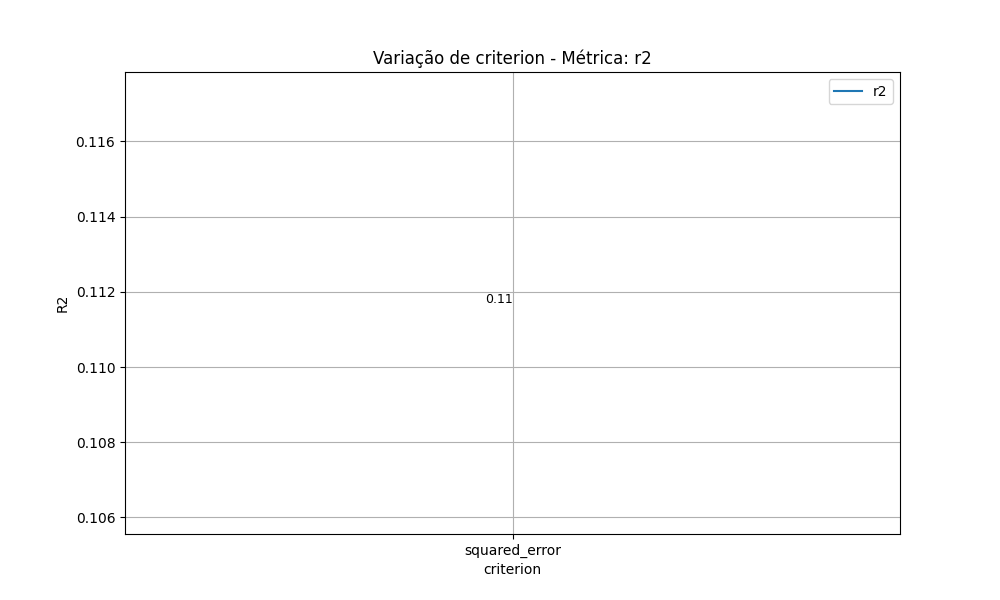 Variação de criterion - Métrica: r2
r2
0.116
0.114
0.112
0.11
0.110
0.108
0.106
R2
squared_error
criterion